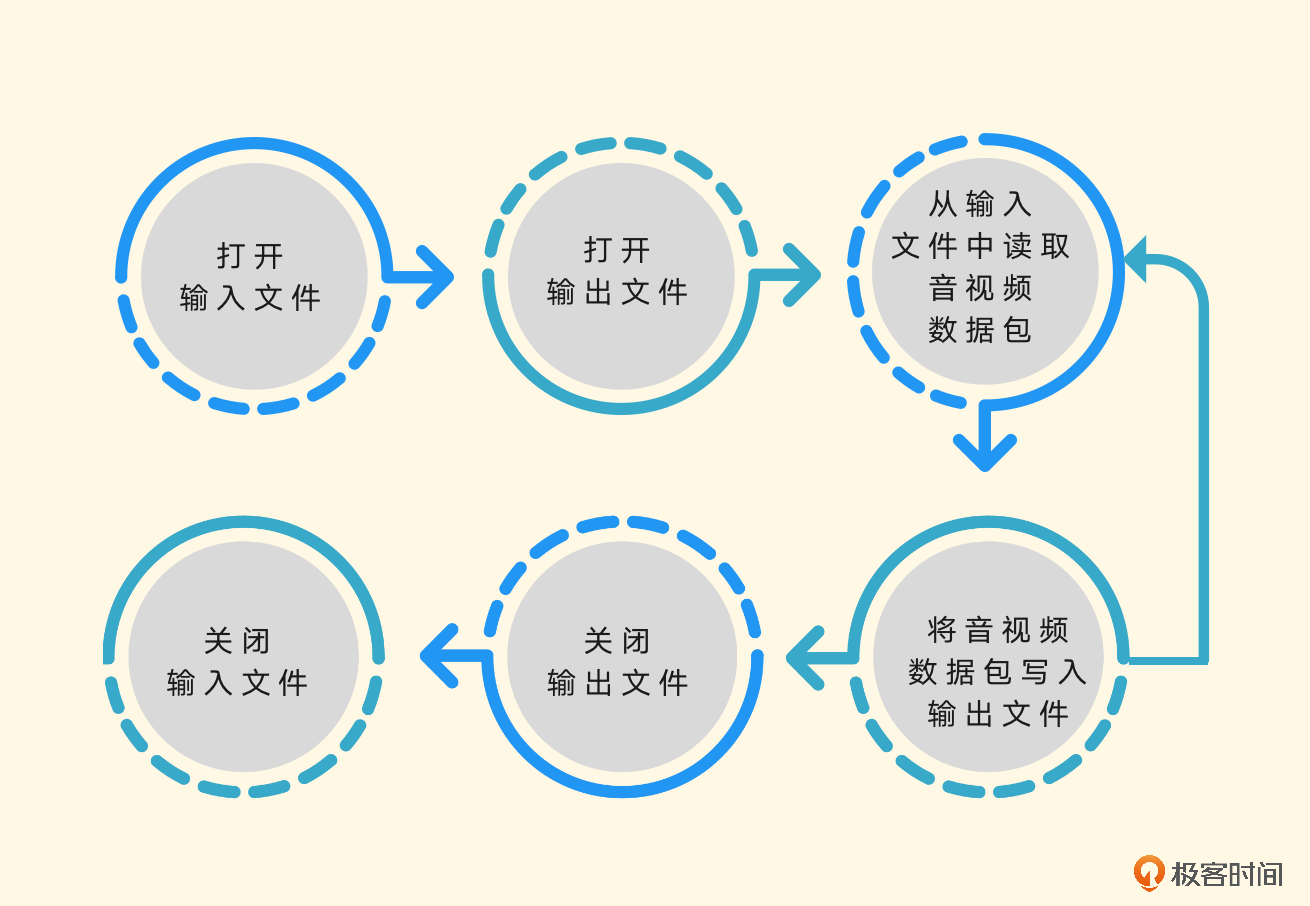 打开
输入文件
打开
输出文件
从输入
文件中读取
音视频
数据包
将音视频
数据包写入
输出文件
关闭
输出文件
关闭
输入文件
极客时间